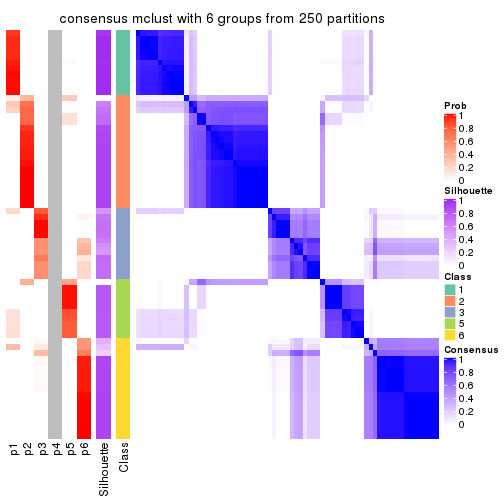 consensus mclust with 6 groups from 250 partitions
Prob
1
0.8
0.6
0.4
0.2
0
Silhouette
1
0.8
0.6
0.4
0.2
0
Class
1
2
3
5
6
Consensus
1
0.8
0.6
0.4
0.2
0
p1
p2
p3
p4
p5
p6
Silhouette
Class